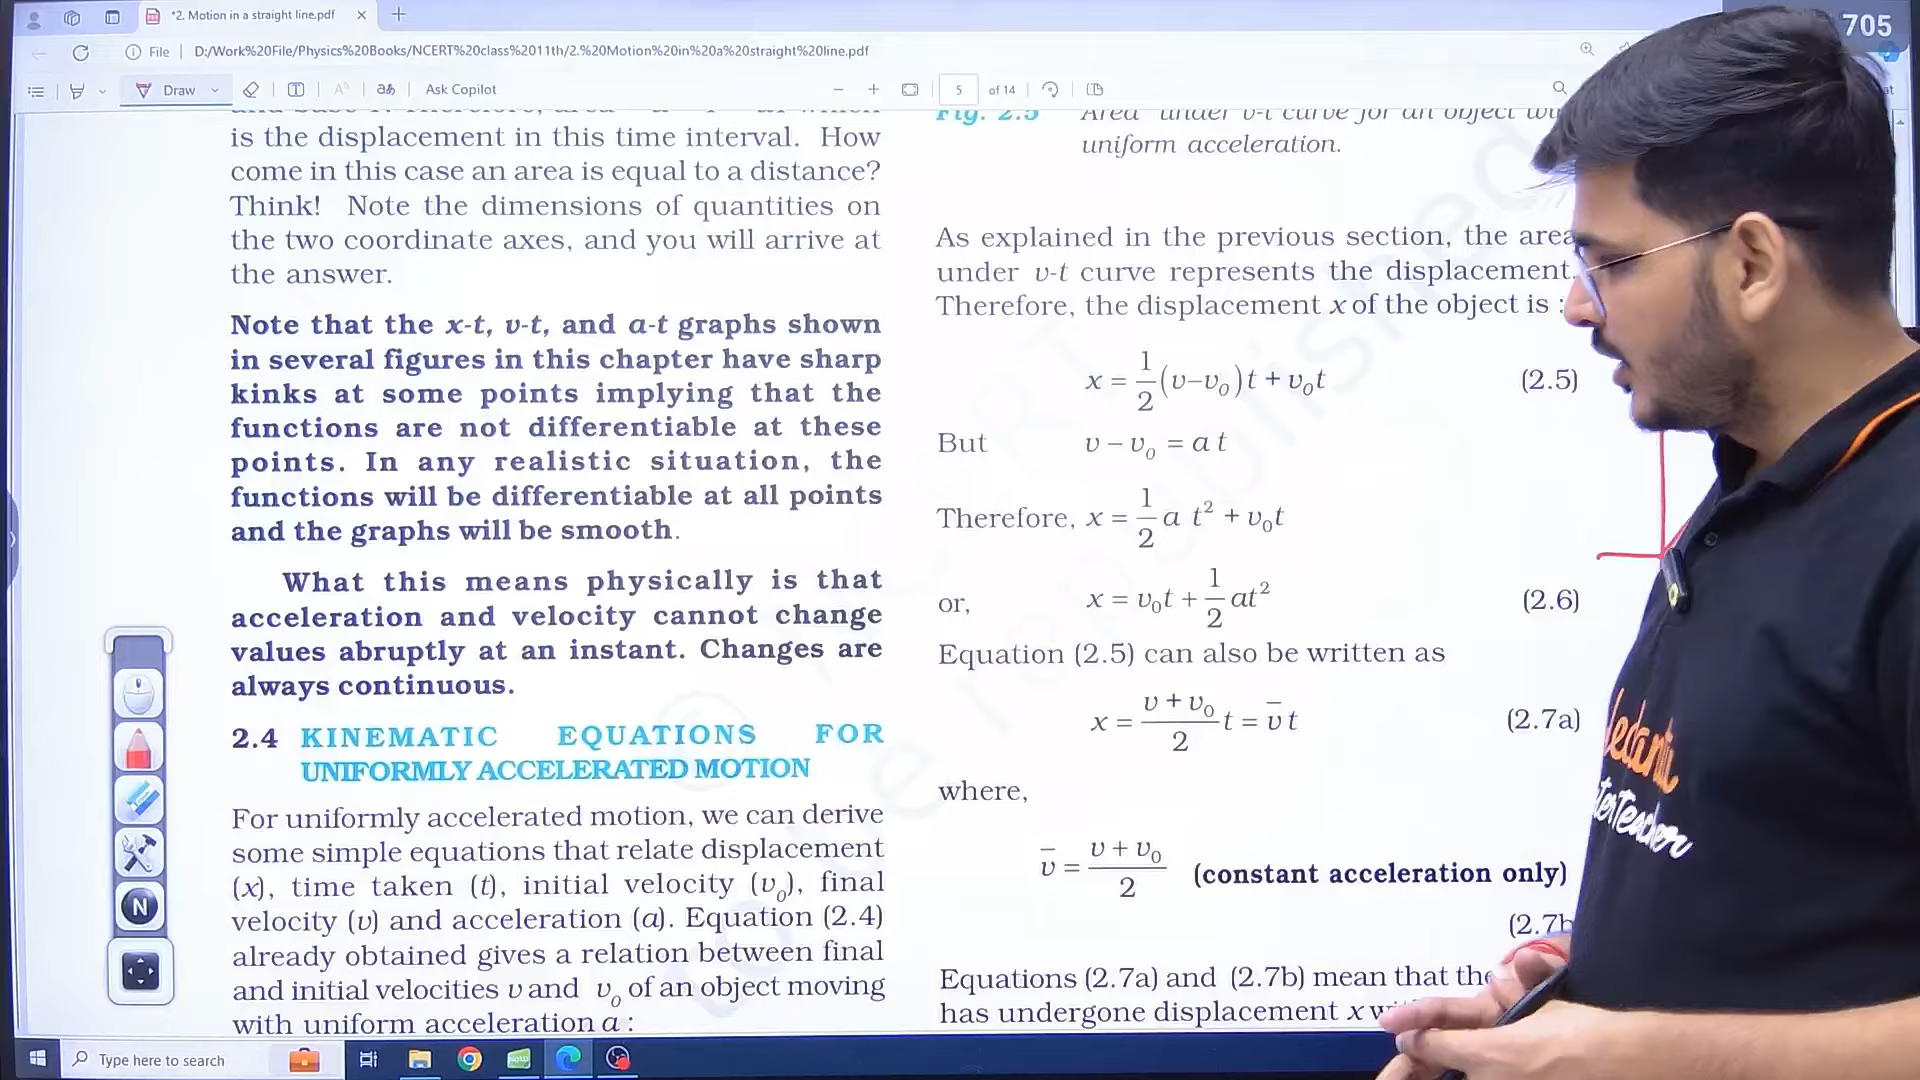 705
*2. Motion in a straight line.pdf
File
D:/Work%20File/Physics%20Books/NCERT%20class%2011th/2.%20Motion%20in%20a%20straight%20line.pdf
Draw
Ask Copilot
5 of 14
is the displacement in this time interval. How
come in this case an area is equal to a distance?
Think! Note the dimensions of quantities on
the two coordinate axes, and you will arrive at
the answer.
Note that the x-t, v-t, and a-t graphs shown
in several figures in this chapter have sharp
kinks at some points implying that the
functions are not differentiable at these
points. In any realistic situation, the
functions will be differentiable at all points
and the graphs will be smooth.
What this means physically is that
acceleration and velocity cannot change
values abruptly at an instant. Changes are
always continuous.
2.4 KINEMATIC EQUATIONS FOR
UNIFORMLY ACCELERATED MOTION
For uniformly accelerated motion, we can derive
some simple equations that relate displacement
(x), time taken (t), initial velocity (v₀), final
velocity (v) and acceleration (a). Equation (2.4)
already obtained gives a relation between final
and initial velocities v and v₀ of an object moving
with uniform acceleration a :
Fig. 2.5 Area under v-t curve for an object
uniform acceleration.
As explained in the previous section, the area
under v-t curve represents the displacement.
Therefore, the displacement x of the object is :
x = 1/2 (v–v₀) t + v₀t (2.5)
But v – v₀ = a t
Therefore, x = 1/2 a t² + v₀t
or, x = v₀t + 1/2 at² (2.6)
Equation (2.5) can also be written as
x = (v + v₀)/2 t = v̄ t (2.7a)
where,
v̄ = (v + v₀)/2 (constant acceleration only)
(2.7b
Equations (2.7a) and (2.7b) mean that the
has undergone displacement x
N
Type here to search